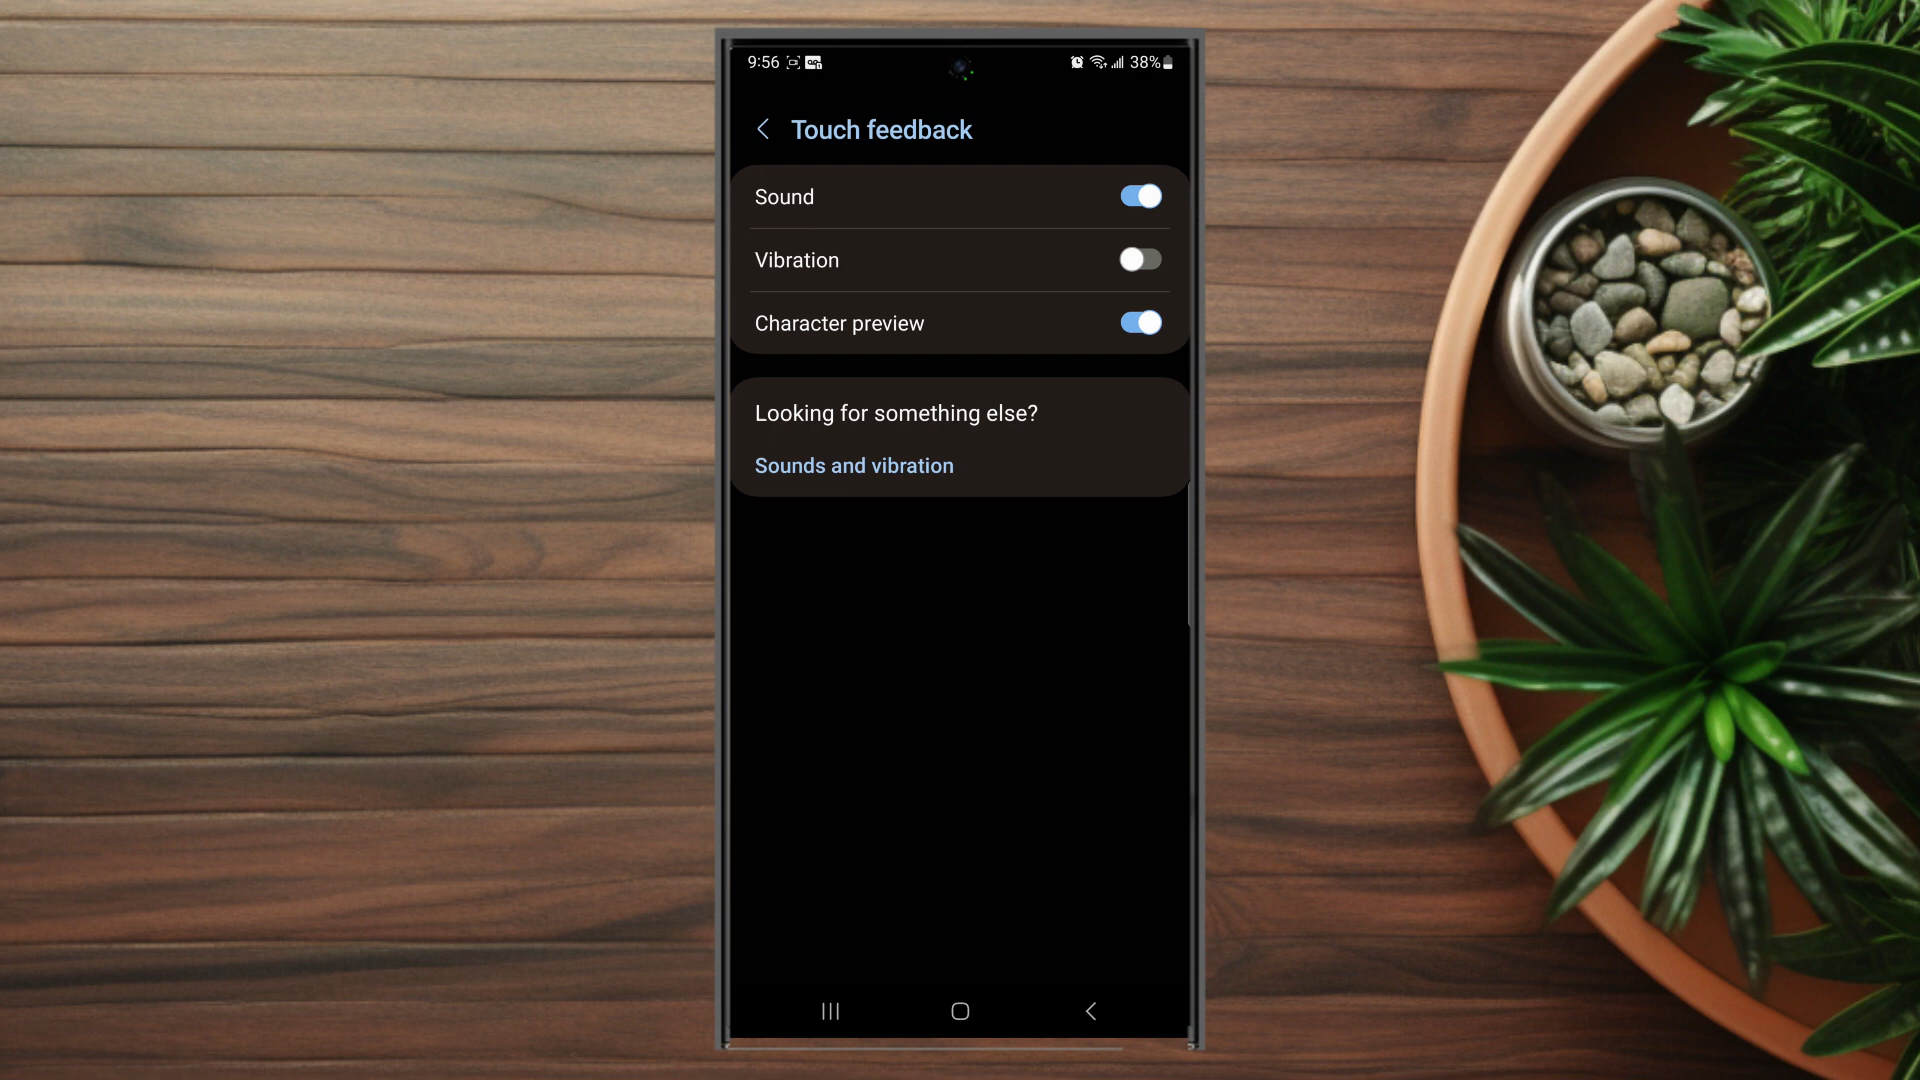 9:56
38%
Touch feedback
Sound
Vibration
Character preview
Looking for something else?
Sounds and vibration